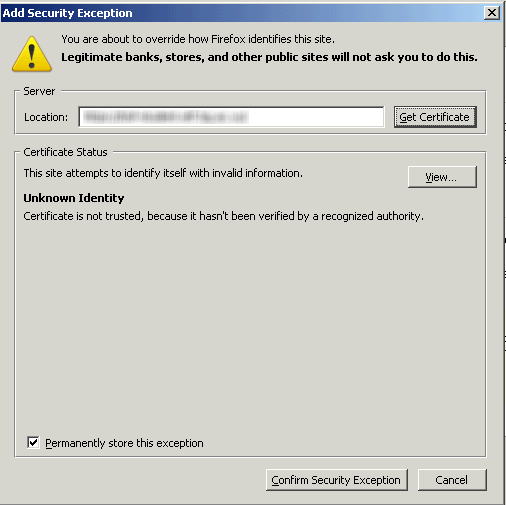 Add Security Exception
You are about to override how Firefox identifies this site.
Legitimate banks, stores, and other public sites will not ask you to do this.
Server
Location:
Get Certificate
Certificate Status
This site attempts to identify itself with invalid information.
View...
Unknown Identity
Certificate is not trusted, because it hasn't been verified by a recognized authority.
Permanently store this exception
Confirm Security Exception
Cancel